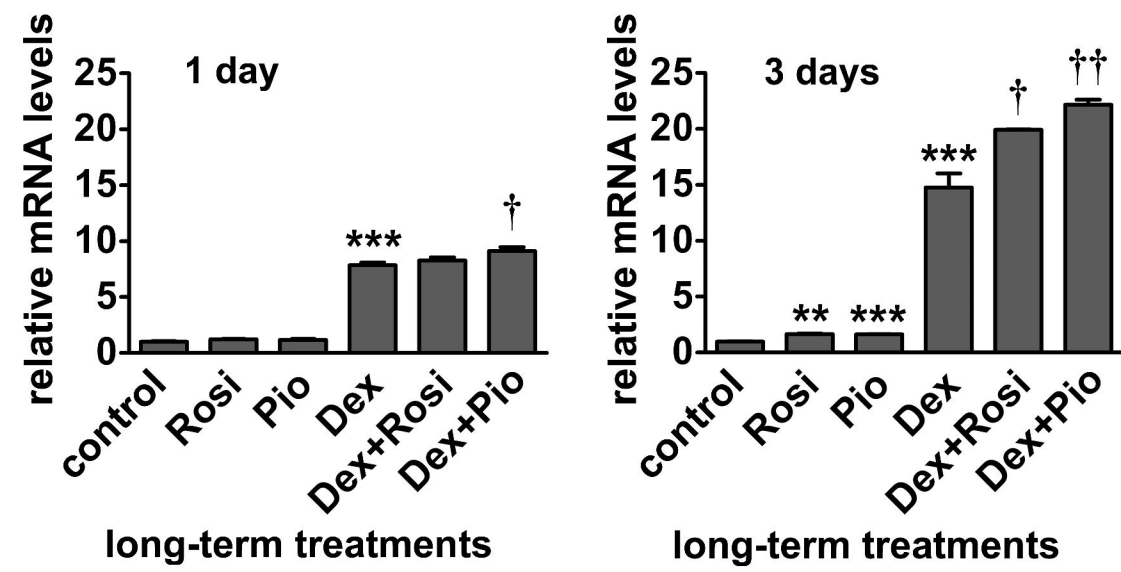 relative mRNA levels
1 day
25
20
15
10
5
0
***
†
control
Rosi
Pio
Dex
Dex+Rosi
Dex+Pio
long-term treatments
relative mRNA levels
3 days
25
20
15
10
5
0
**
***
***
†
††
control
Rosi
Pio
Dex
Dex+Rosi
Dex+Pio
long-term treatments